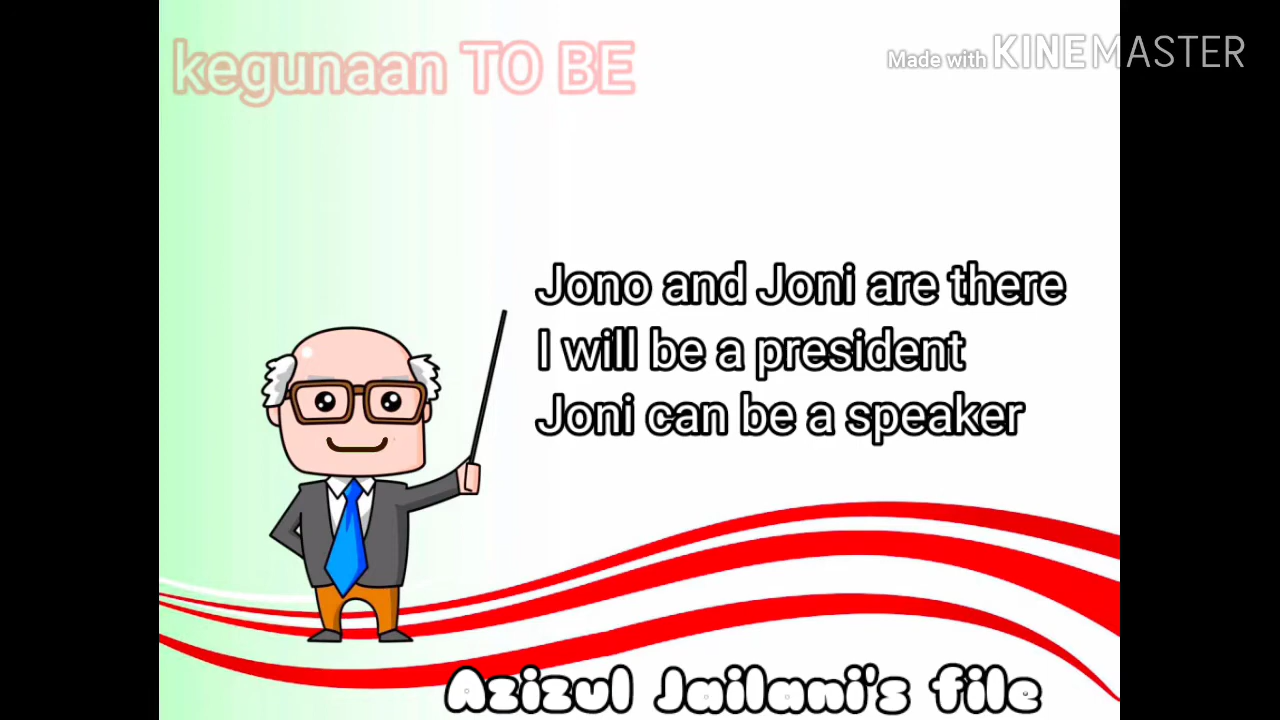 kegunaan TO BE
Made with KINEMASTER
Jono and Joni are there
I will be a president
Joni can be a speaker
Azizul Jailani's file